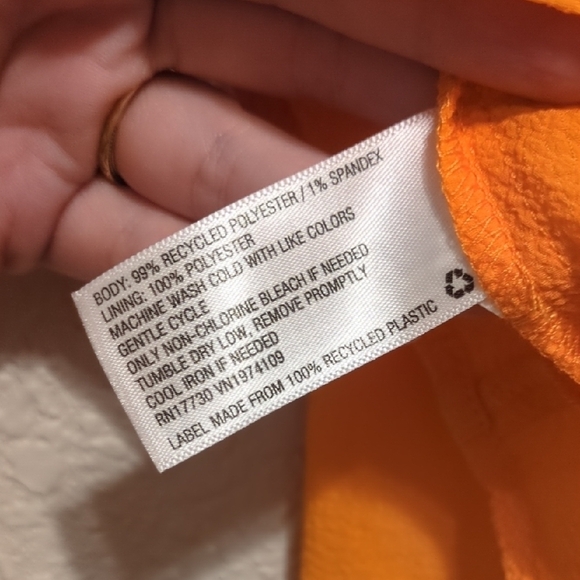 BODY: 99% RECYCLED POLYESTER / 1% SPANDEX
LINING: 100% POLYESTER
MACHINE WASH COLD WITH LIKE COLORS
GENTLE CYCLE
ONLY NON-CHLORINE BLEACH IF NEEDED
TUMBLE DRY LOW, REMOVE PROMPTLY
COOL IRON IF NEEDED
RN17730 VN1974109
LABEL MADE FROM 100% RECYCLED PLASTIC